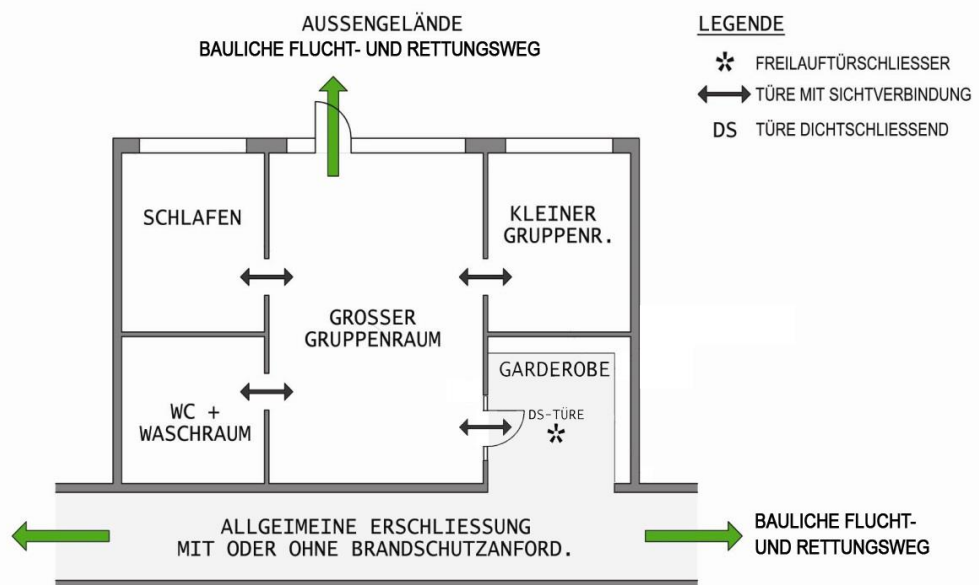 AUSSENGELÄNDE
BAULICHE FLUCHT- UND RETTUNGSWEG
LEGENDE
* FREILAUFTÜRSCHLIESSER
TÜRE MIT SICHTVERBINDUNG
DS TÜRE DICHTSCHLIESSEND
SCHLAFEN
KLEINER
GRUPPENR.
GROSSER
GRUPPENRAUM
GARDEROBE
WC +
WASCHRAUM
DS-TÜRE
*
ALLGEIMEINE ERSCHLIESSUNG
MIT ODER OHNE BRANDSCHUTZANFORD.
BAULICHE FLUCHT-
UND RETTUNGSWEG